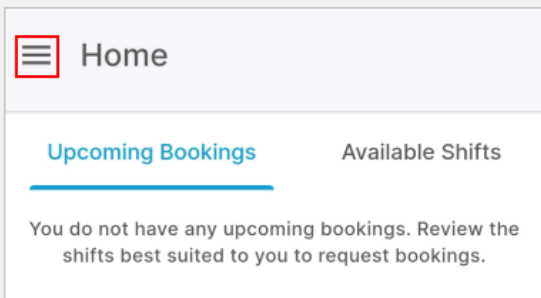 Home
Upcoming Bookings Available Shifts
You do not have any upcoming bookings. Review the
shifts best suited to you to request bookings.